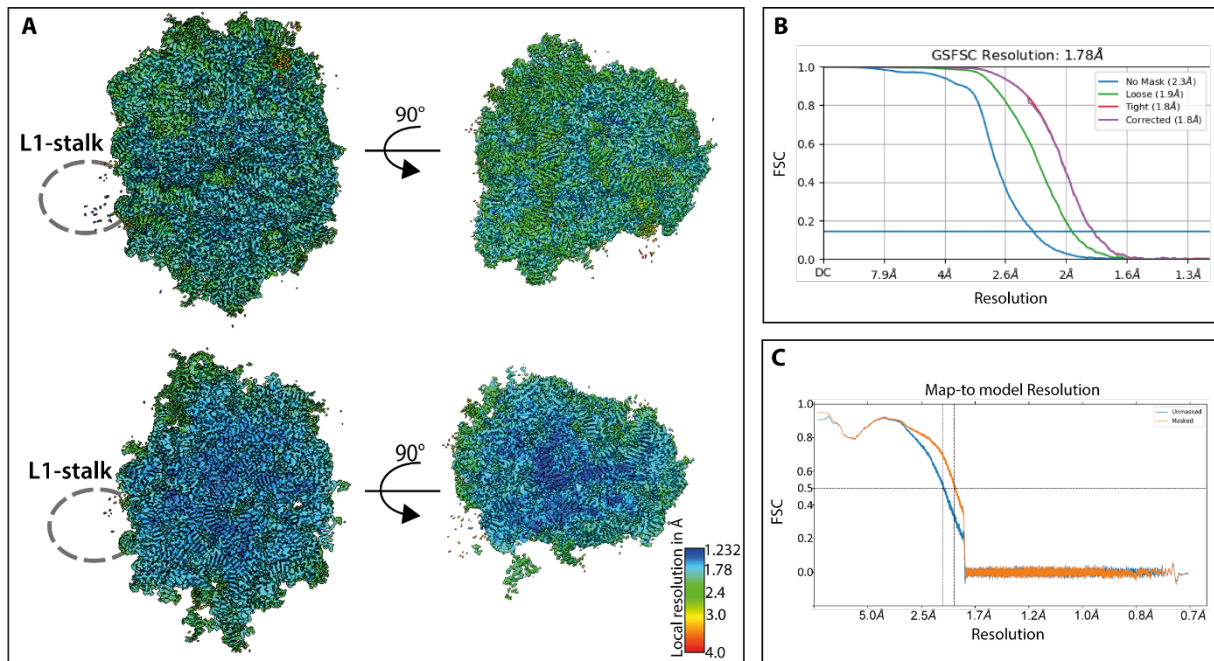 A
L1-stalk
90°
L1-stalk
90°
Local resolution in Å
1.232
1.78
2.4
3.0
4.0
B
GSFSC Resolution: 1.78Å
No Mask (2.3Å)
Loose (1.9Å)
Tight (1.8Å)
Corrected (1.8Å)
FSC
1.0
0.8
0.6
0.4
0.2
0.0
DC 7.9Å 4Å 2.6Å 2Å 1.6Å 1.3Å
Resolution
C
Map-to model Resolution
Unmasked
Masked
FSC
1.0
0.8
0.6
0.5
0.4
0.2
0.0
5.0Å 2.5Å 1.7Å 1.2Å 1.0Å 0.8Å 0.7Å
Resolution